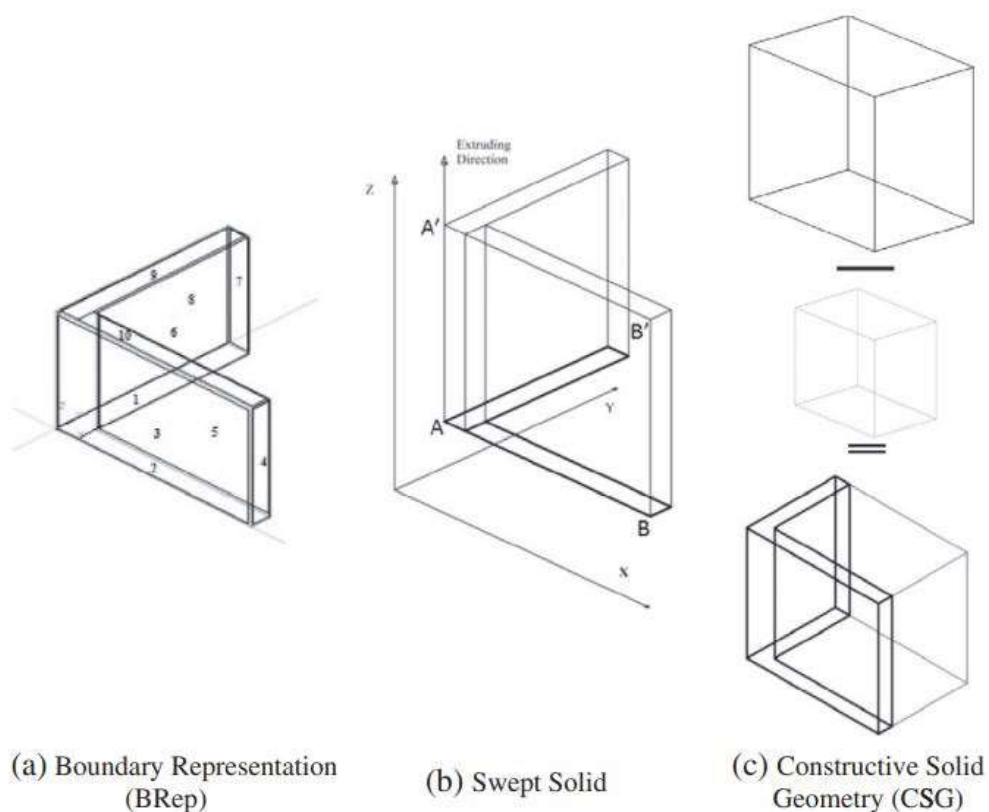 Extruding
Direction
Z
A′
B′
A
Y
B
X
9
7
8
10
6
1
3
5
4
2
(a) Boundary Representation
(BRep)
(b) Swept Solid
(c) Constructive Solid
Geometry (CSG)